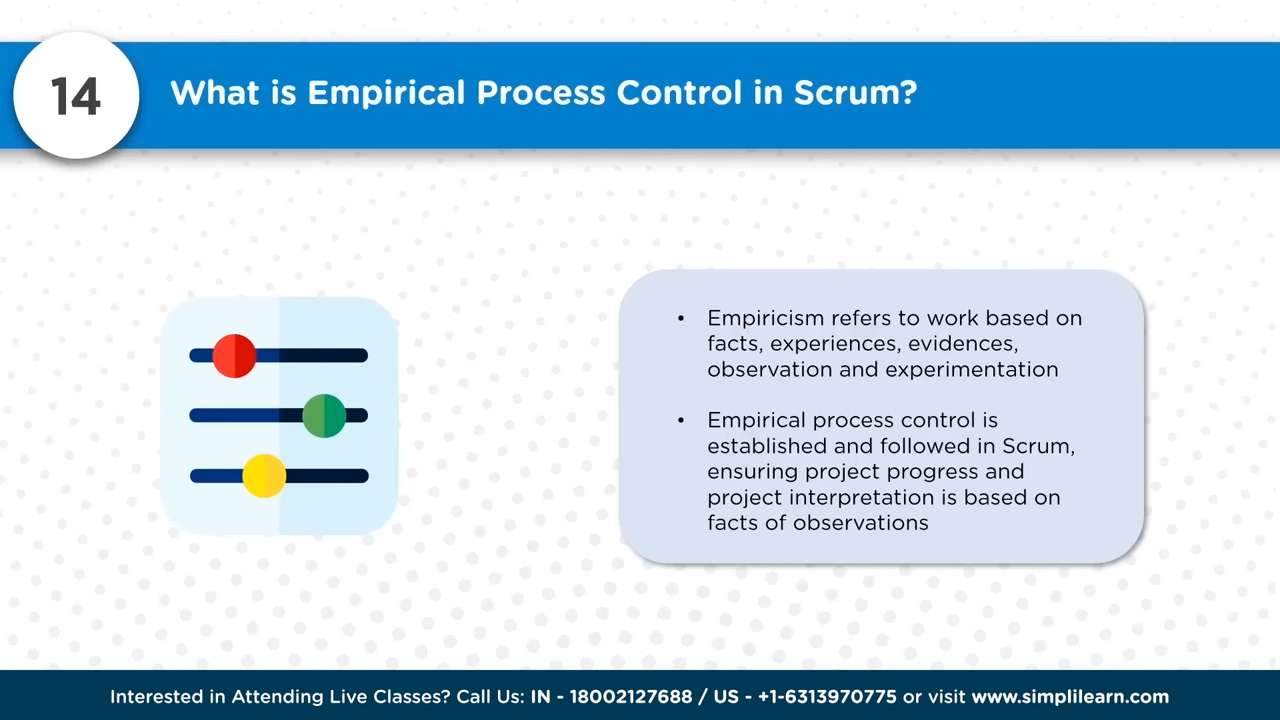 14
What is Empirical Process Control in Scrum?
• Empiricism refers to work based on
facts, experiences, evidences,
observation and experimentation
• Empirical process control is
established and followed in Scrum,
ensuring project progress and
project interpretation is based on
facts of observations
Interested in Attending Live Classes? Call Us: IN - 18002127688 / US - +1-6313970775 or visit www.simplilearn.com